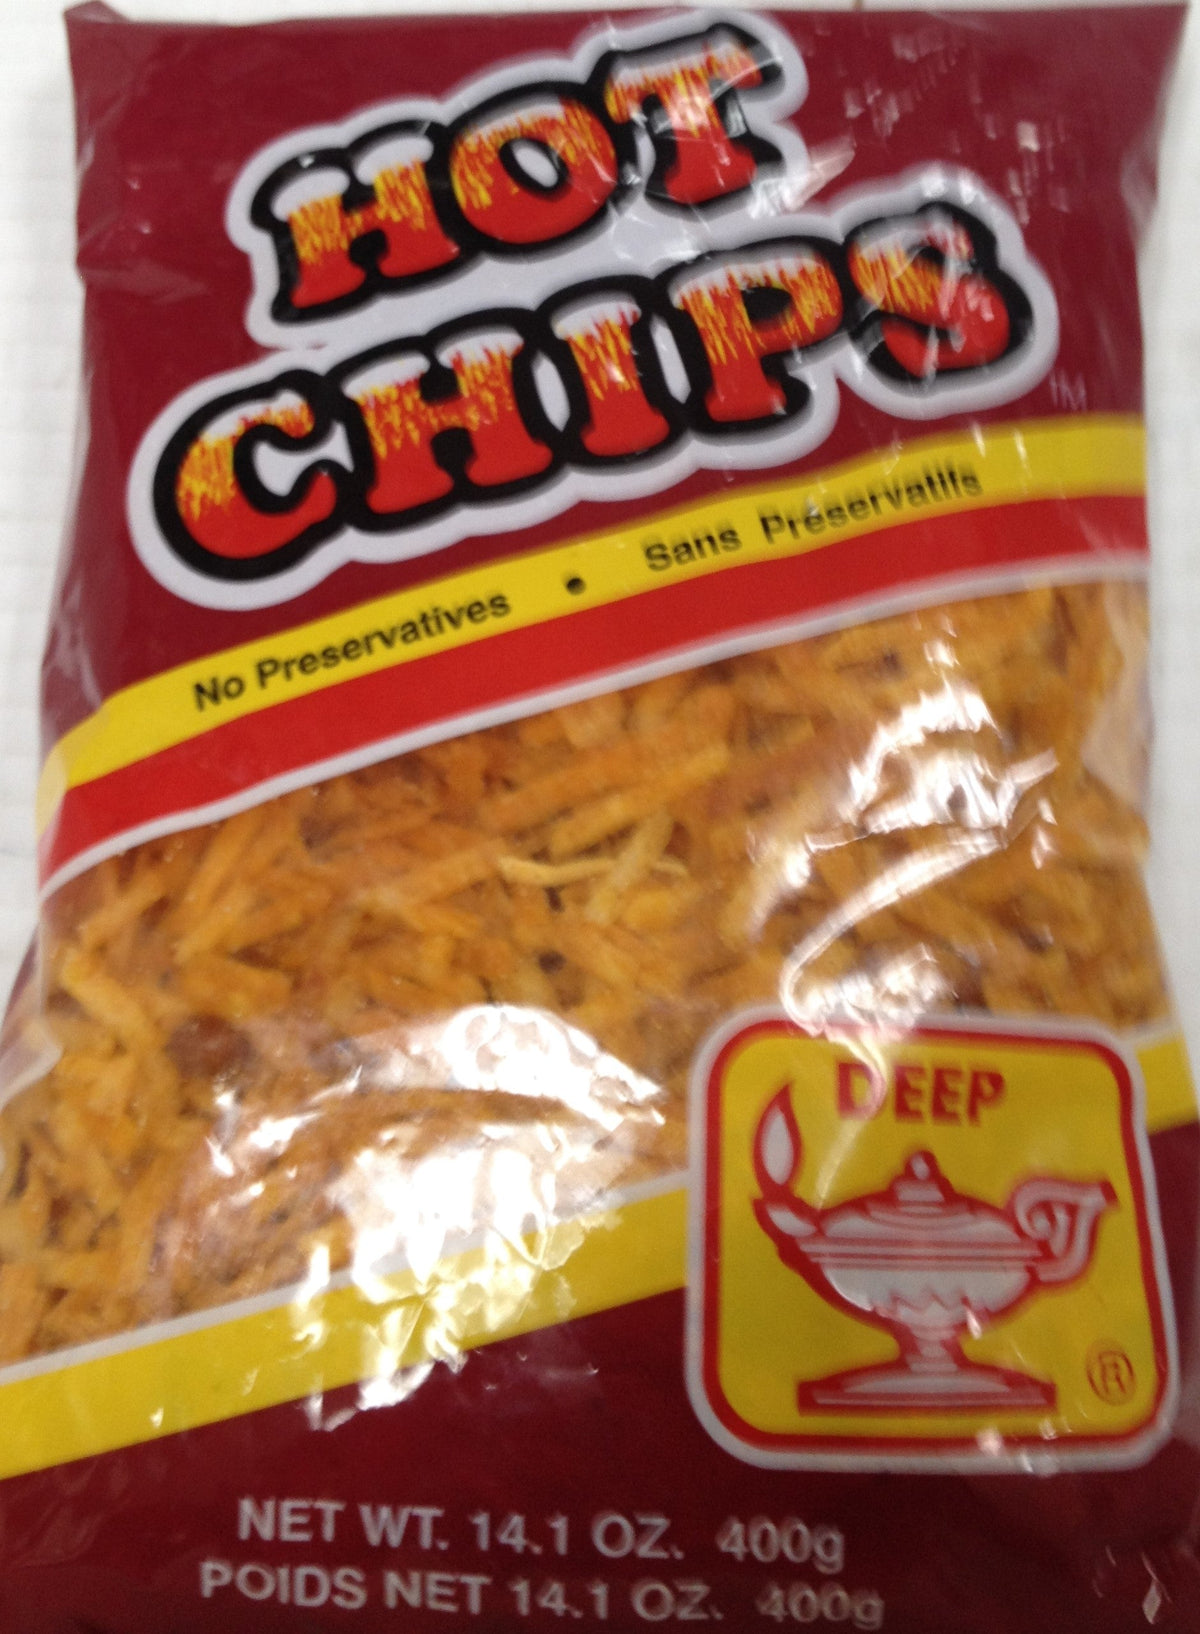 HOT
CHIPS
TM
No Preservatives • Sans Préservatifs
DEEP
®
NET WT. 14.1 OZ. 400g
POIDS NET 14.1 OZ. 400g